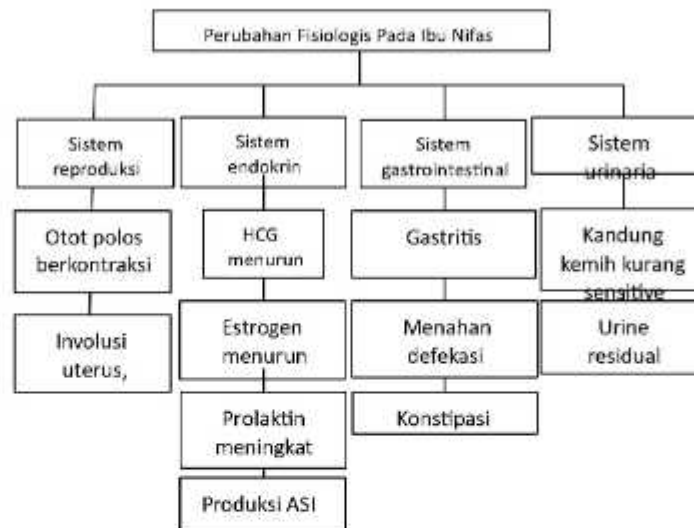 Perubahan Fisiologis Pada Ibu Nifas
Sistem
reproduksi
Otot polos
berkontraksi
Involusi
uterus,
Sistem
endokrin
HCG
menurun
Estrogen
menurun
Prolaktin
meningkat
Produksi ASI
Sistem
gastrointestinal
Gastritis
Menahan
defekasi
Konstipasi
Sistem
urinaria
Kandung
kemih kurang
sensitive
Urine
residual